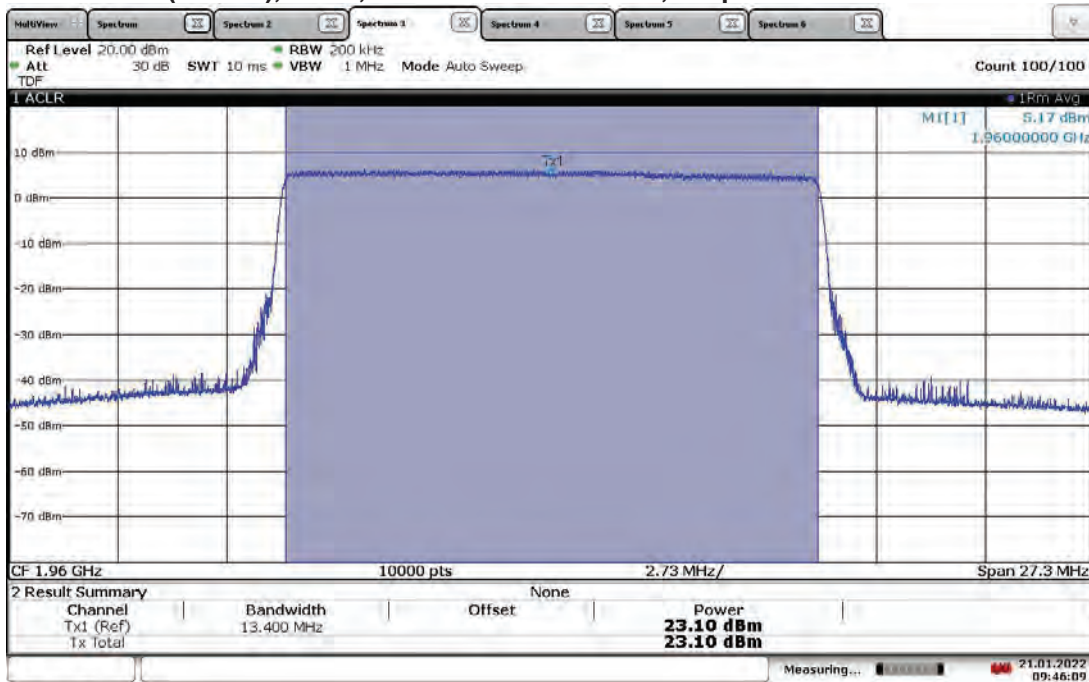 MultiView Spectrum Spectrum 2 Spectrum 3 Spectrum 4 Spectrum 5 Spectrum 6
Ref Level 20.00 dBm RBW 200 kHz
Att 30 dB SWT 10 ms VBW 1 MHz Mode Auto Sweep Count 100/100
TDF
1 ACLR 1Rm Avg
M1[1] 5.17 dBm
1.96000000 GHz
10 dBm
Tx1
0 dBm
-10 dBm
-20 dBm
-30 dBm
-40 dBm
-50 dBm
-60 dBm
-70 dBm
CF 1.96 GHz 10000 pts 2.73 MHz/ Span 27.3 MHz
2 Result Summary None
Channel Bandwidth Offset Power
Tx1 (Ref) 13.400 MHz 23.10 dBm
Tx Total 23.10 dBm
Measuring... 21.01.2022
09:46:09